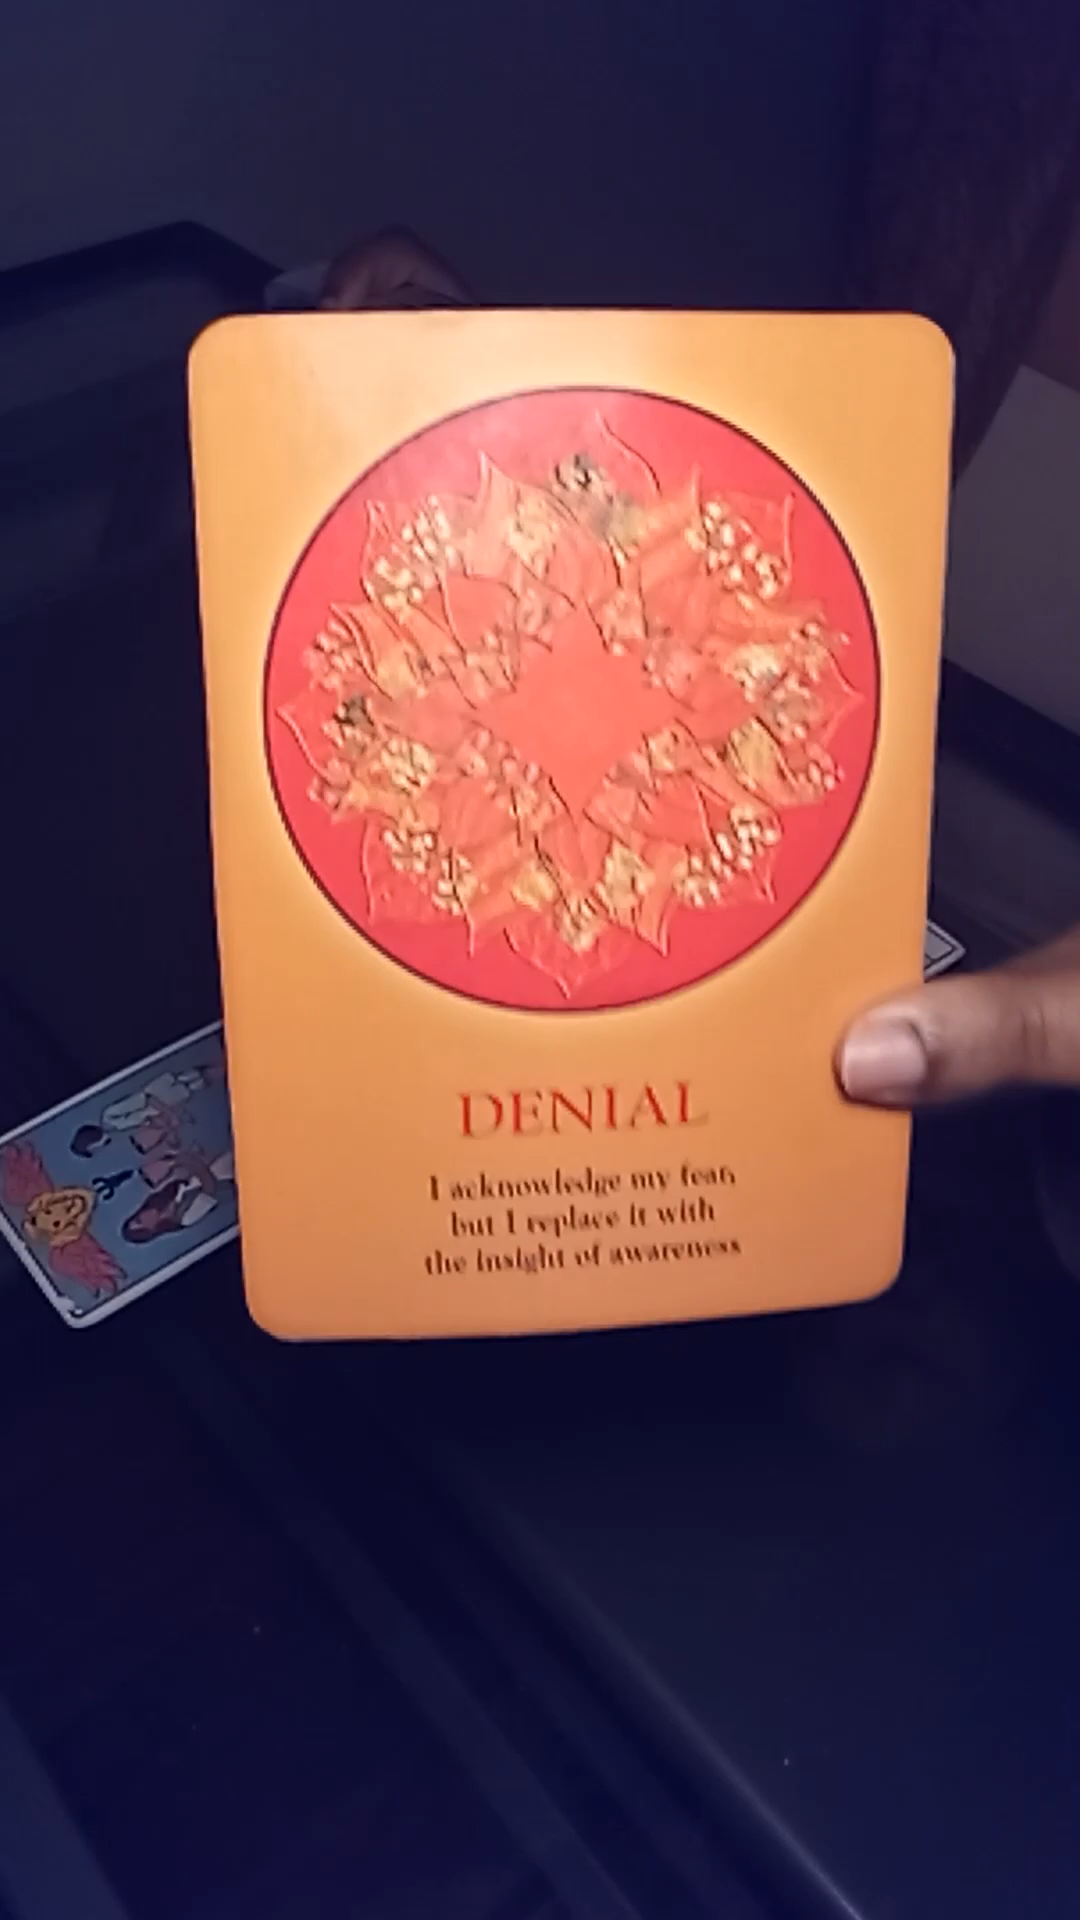 DENIAL
I acknowledge my fear,
but I replace it with
the insight of awareness